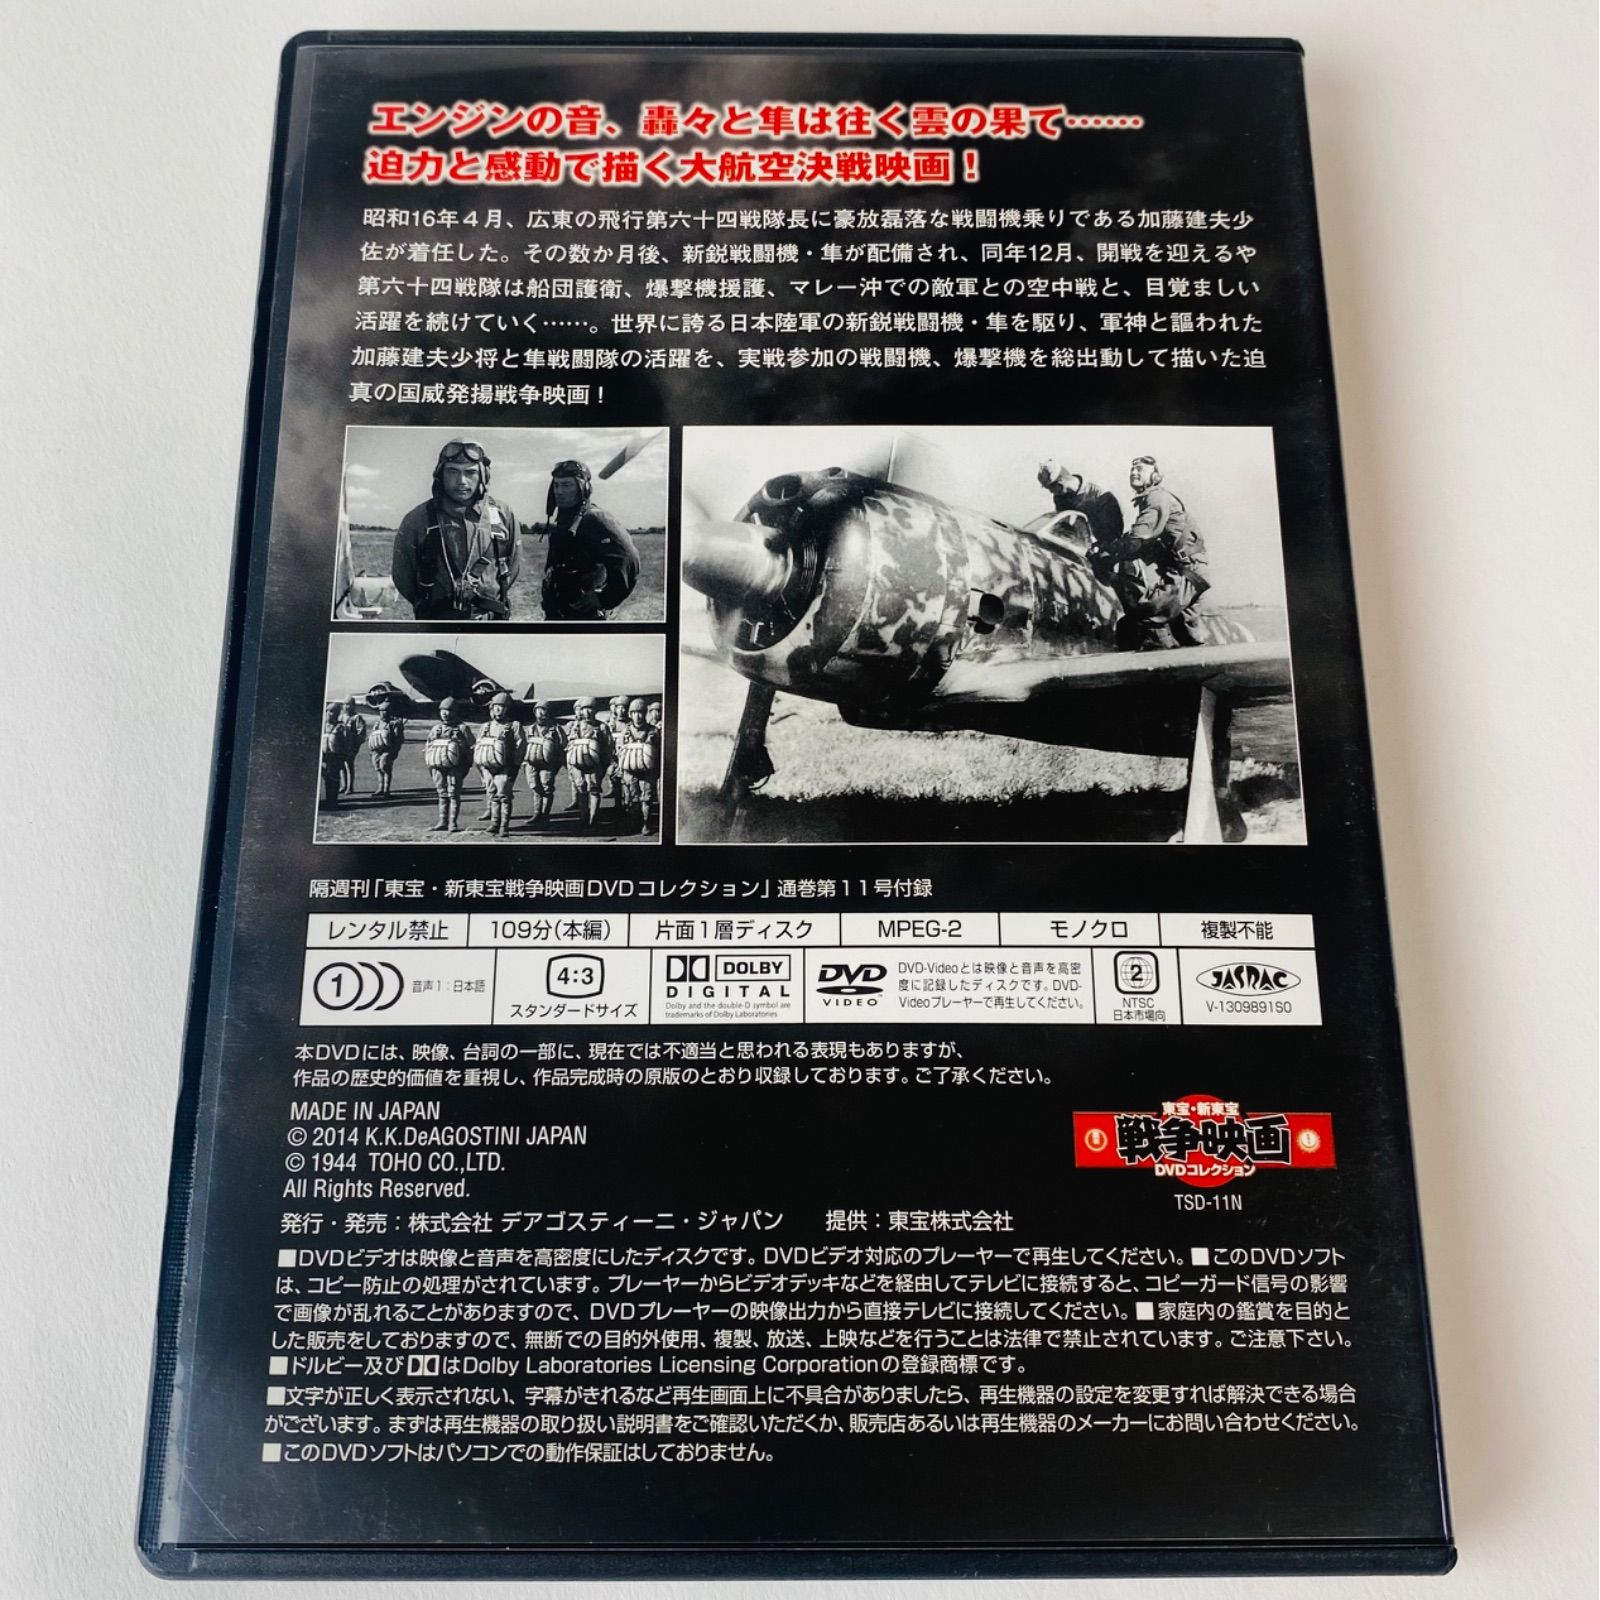 エンジンの音、轟々と隼は往く雲の果て……
迫力と感動で描く大航空決戦映画！
昭和16年４月、広東の飛行第六十四戦隊長に豪放磊落な戦闘機乗りである加藤建夫少
佐が着任した。その数か月後、新鋭戦闘機・隼が配備され、同年12月、開戦を迎えるや
第六十四戦隊は船団護衛、爆撃機援護、マレー沖での敵軍との空中戦と、目覚ましい
活躍を続けていく……。世界に誇る日本陸軍の新鋭戦闘機・隼を駆り、軍神と謳われた
加藤建夫少将と隼戦闘隊の活躍を、実戦参加の戦闘機、爆撃機を総出動して描いた迫
真の国威発揚戦争映画！
隔週刊「東宝・新東宝戦争映画DVDコレクション」通巻第11号付録
レンタル禁止 109分(本編) 片面1層ディスク MPEG-2 モノクロ 複製不能
1 音声1：日本語
4:3
スタンダードサイズ
DOLBY
DIGITAL
Dolby and the double-D symbol are
trademarks of Dolby Laboratories
DVD
VIDEO
DVD-Videoとは映像と音声を高密
度に記録したディスクです。DVD-
Videoプレーヤーで再生してください。
2
NTSC
日本市場向
JASRAC
V-1309891S0
本DVDには、映像、台詞の一部に、現在では不適当と思われる表現もありますが、
作品の歴史的価値を重視し、作品完成時の原版のとおり収録しております。ご了承ください。
MADE IN JAPAN
© 2014 K.K.DeAGOSTINI JAPAN
© 1944 TOHO CO.,LTD.
All Rights Reserved.
東宝・新東宝
戦争映画
DVDコレクション
TSD-11N
発行・発売：株式会社 デアゴスティーニ・ジャパン 提供：東宝株式会社
■DVDビデオは映像と音声を高密度にしたディスクです。DVDビデオ対応のプレーヤーで再生してください。■このDVDソフト
は、コピー防止の処理がされています。プレーヤーからビデオデッキなどを経由してテレビに接続すると、コピーガード信号の影響
で画像が乱れることがありますので、DVDプレーヤーの映像出力から直接テレビに接続してください。■家庭内の鑑賞を目的と
した販売をしておりますので、無断での目的外使用、複製、放送、上映などを行うことは法律で禁止されています。ご注意下さい。
■ドルビー及びはDolby Laboratories Licensing Corporationの登録商標です。
■文字が正しく表示されない、字幕がきれるなど再生画面上に不具合がありましたら、再生機器の設定を変更すれば解決できる場合
がございます。まずは再生機器の取り扱い説明書をご確認いただくか、販売店あるいは再生機器のメーカーにお問い合わせください。
■このDVDソフトはパソコンでの動作保証はしておりません。